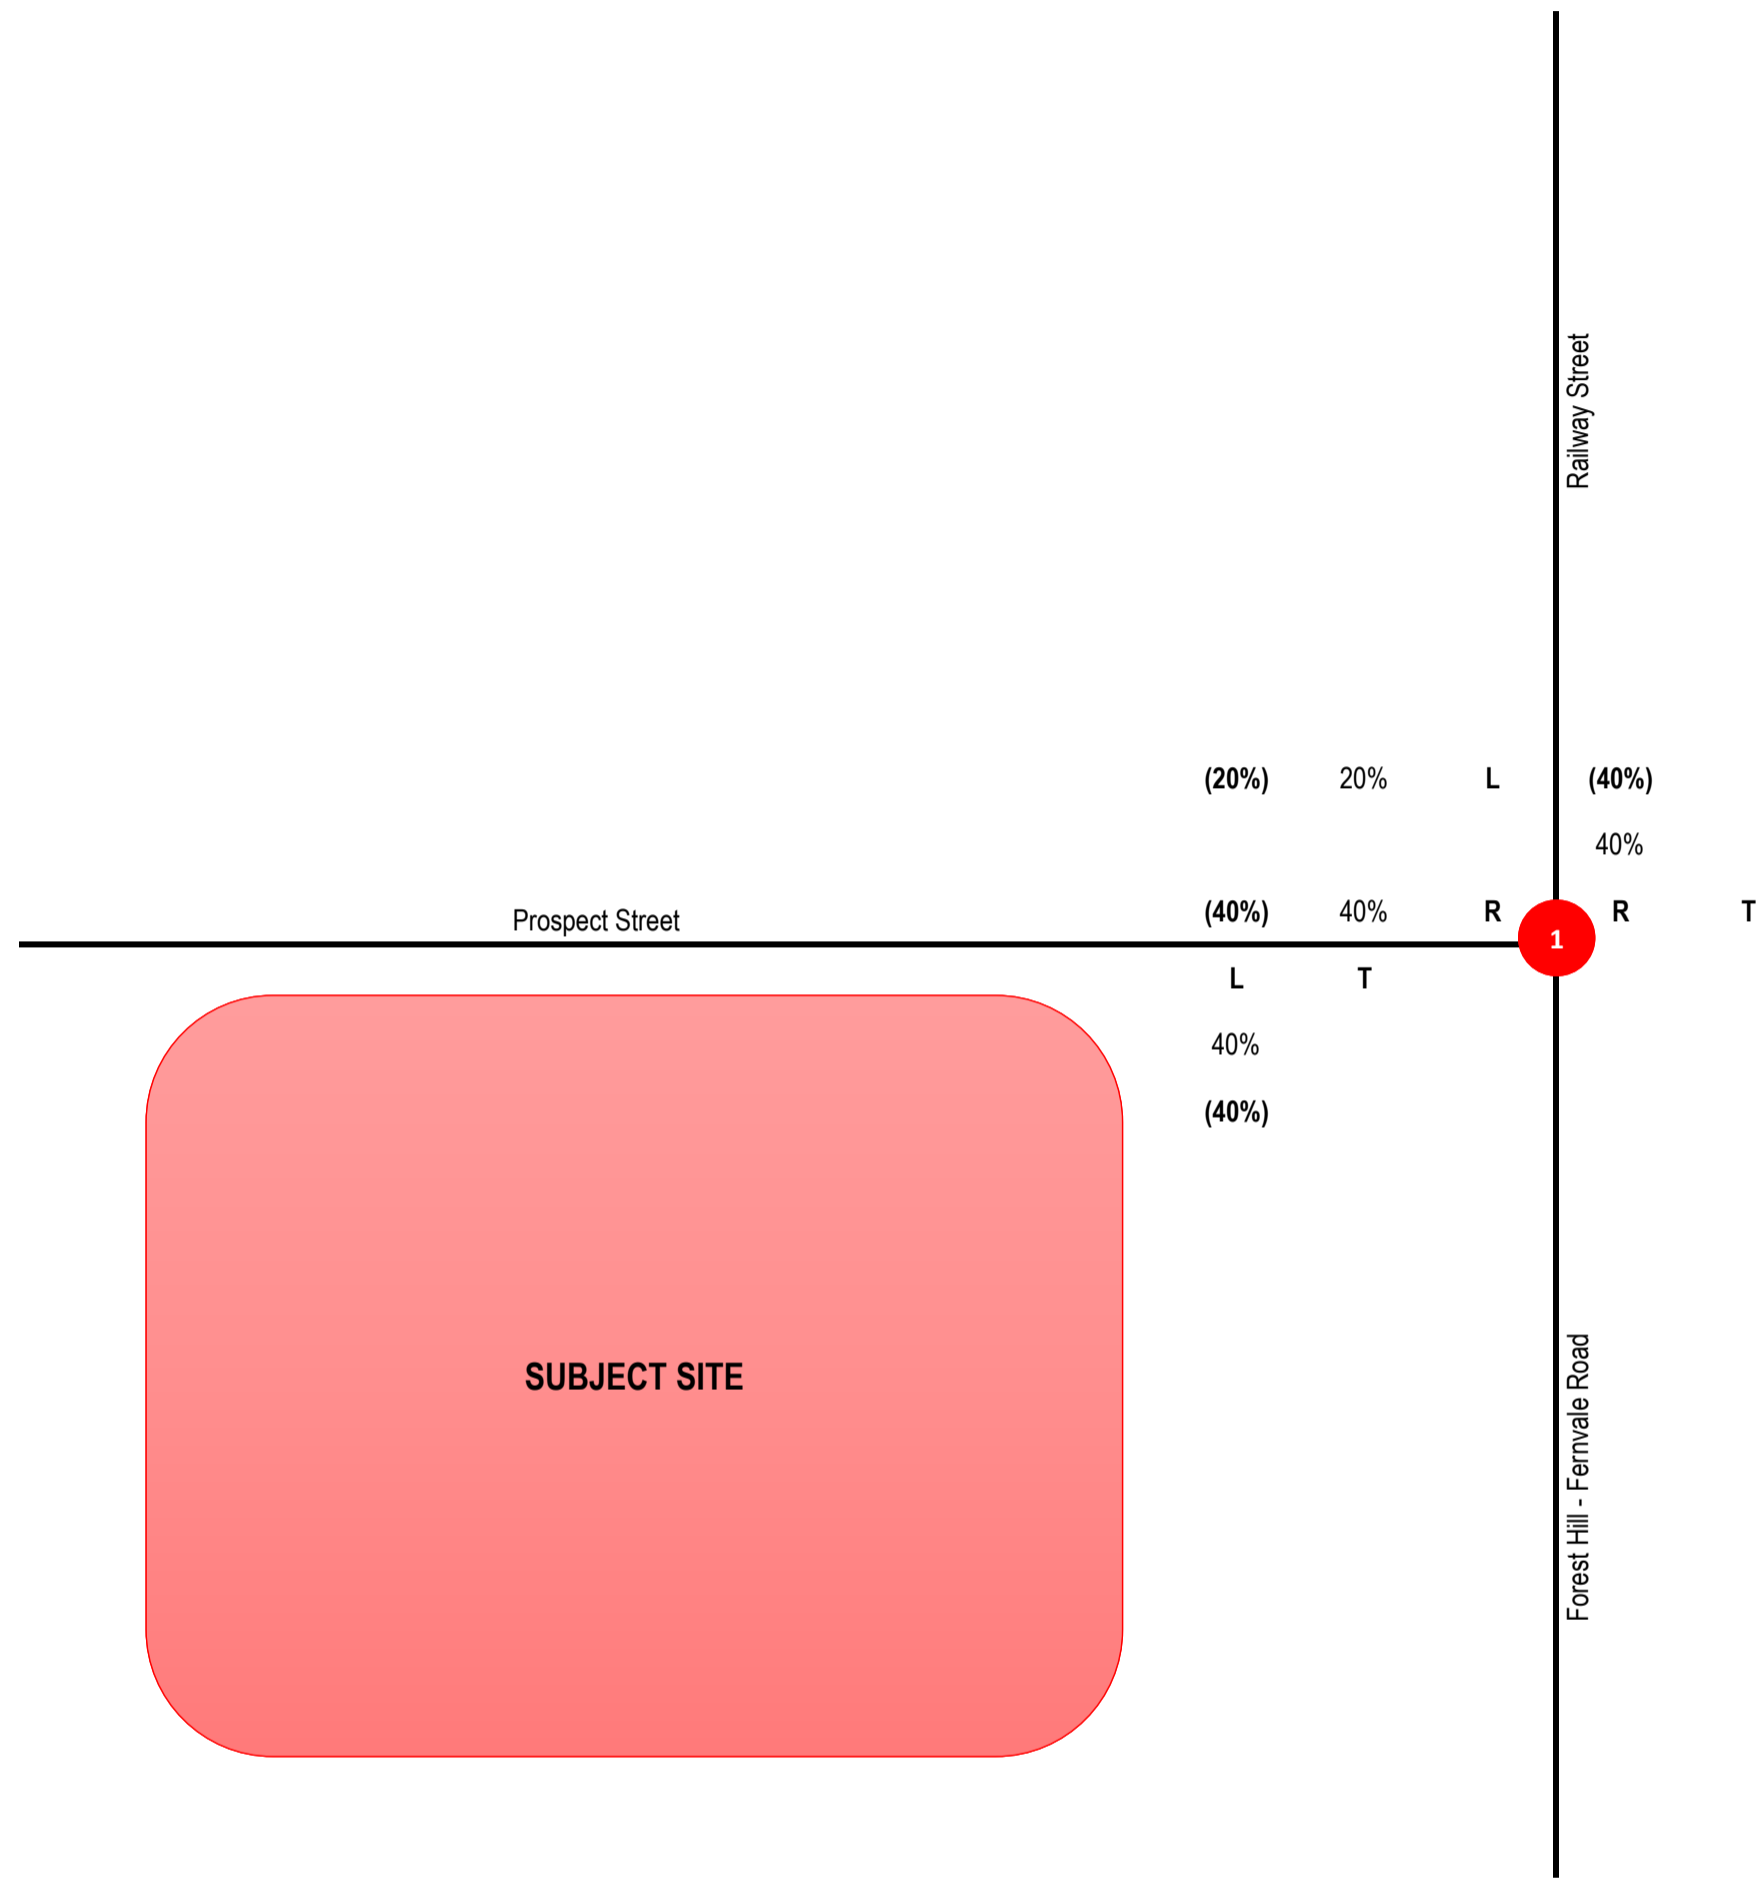 Railway Street
(20%) 20% L (40%)
40%
Prospect Street (40%) 40% R 1 R T
L T
40%
(40%)
SUBJECT SITE
Forest Hill - Fernvale Road